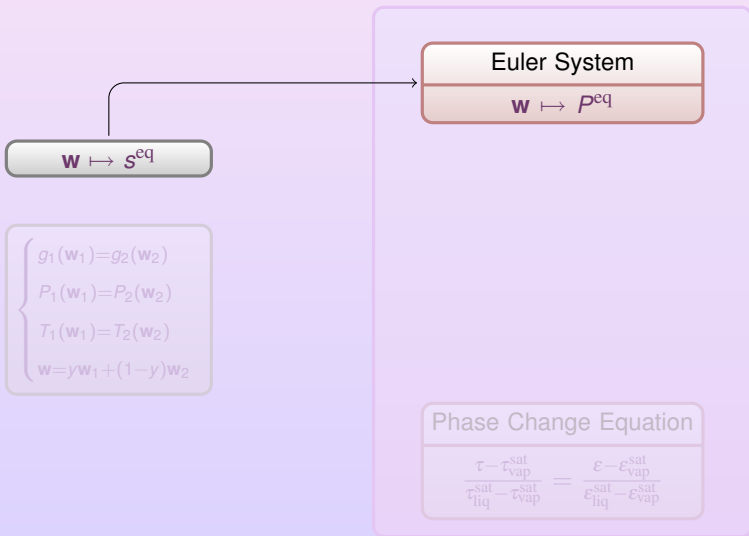 Euler System
𝐰 ↦ P^eq
𝐰 ↦ s^eq
g₁(𝐰₁)=g₂(𝐰₂)
P₁(𝐰₁)=P₂(𝐰₂)
T₁(𝐰₁)=T₂(𝐰₂)
𝐰=y𝐰₁+(1−y)𝐰₂
Phase Change Equation
(τ−τ_vap^sat)/(τ_liq^sat−τ_vap^sat) = (ε−ε_vap^sat)/(ε_liq^sat−ε_vap^sat)